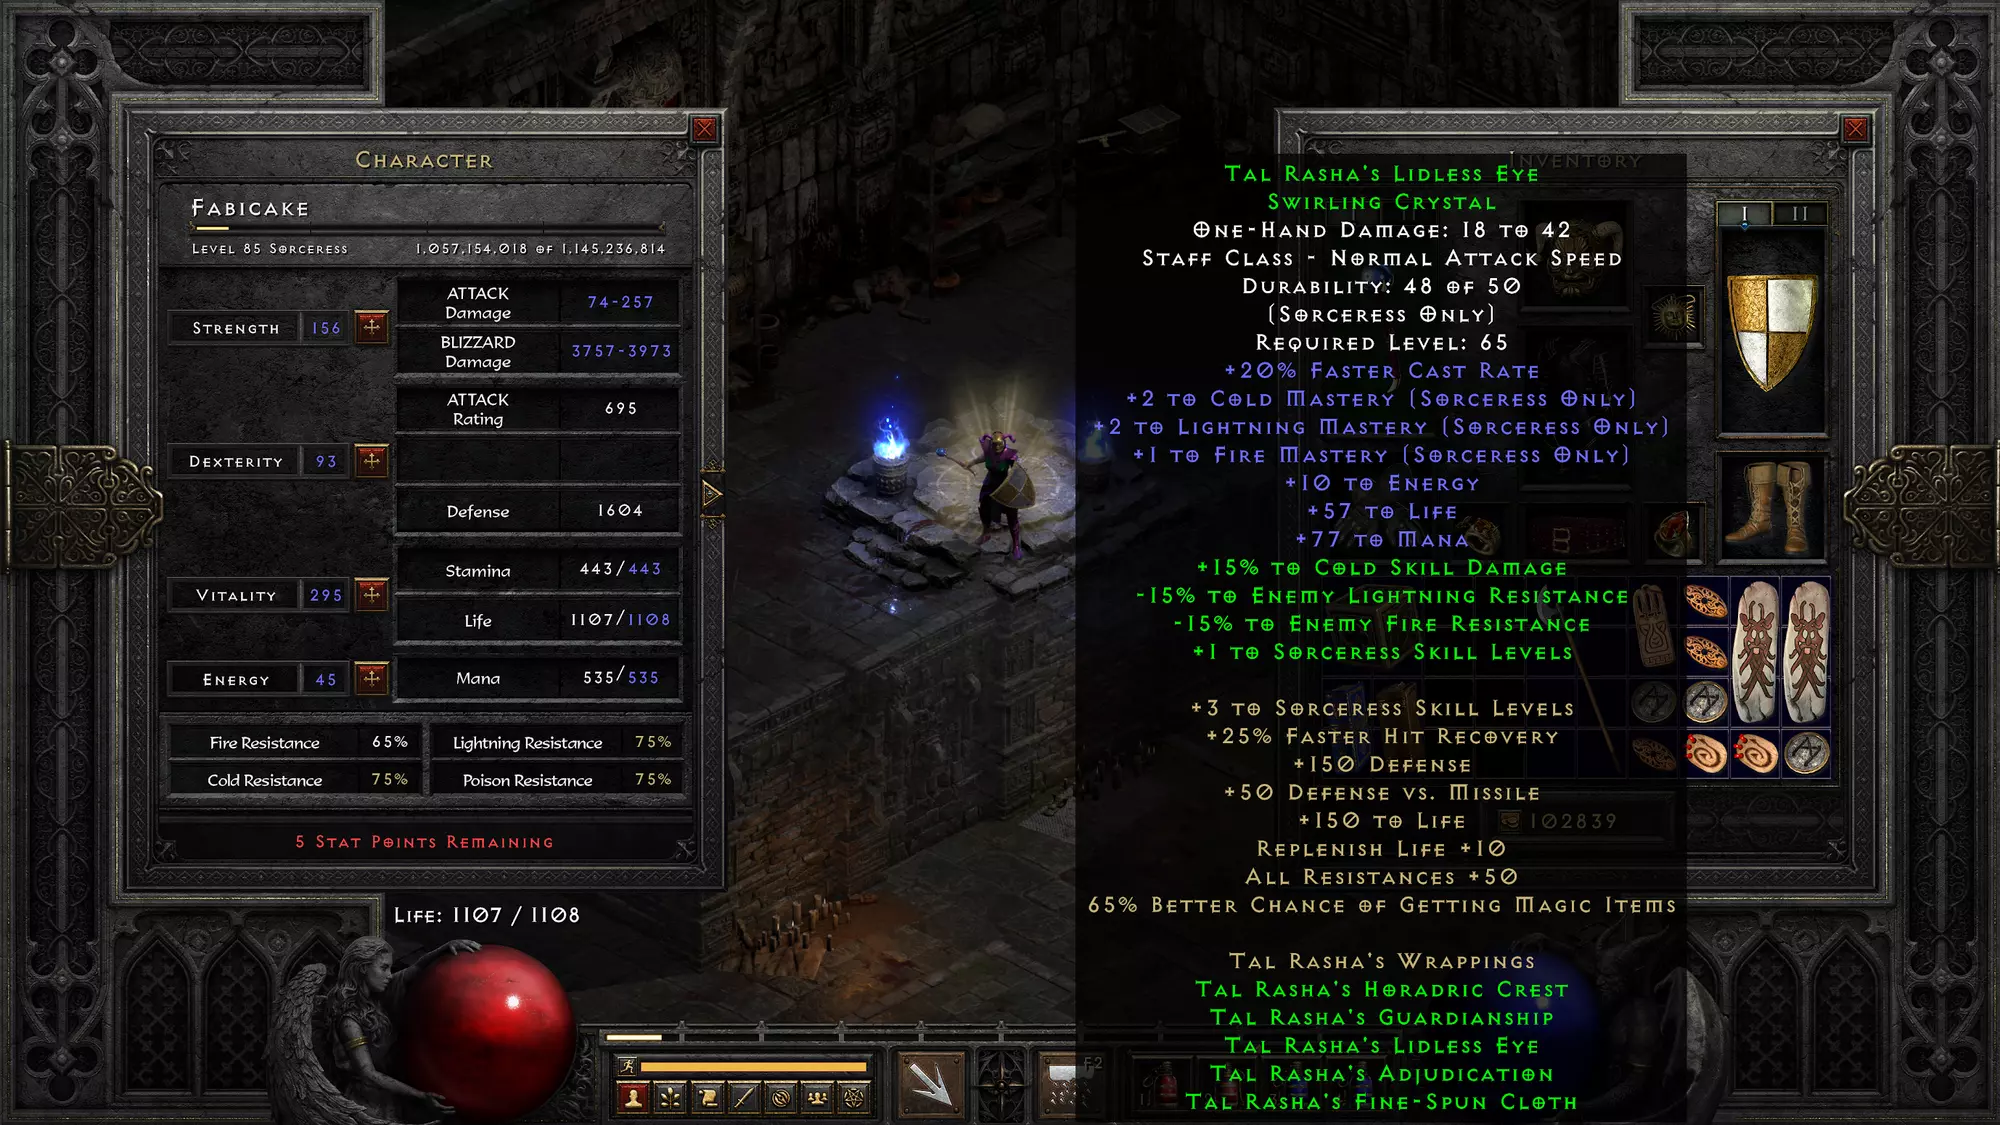 Character
Fabicake
Level 85 Sorceress 1,057,154,018 of 1,145,236,814
Strength 156
ATTACK Damage 74-257
BLIZZARD Damage 3757-3973
ATTACK Rating 695
Dexterity 93
Defense 1604
Stamina 443/443
Vitality 295
Life 1107/1108
Energy 45
Mana 535/535
Fire Resistance 65% Lightning Resistance 75%
Cold Resistance 75% Poison Resistance 75%
5 Stat Points Remaining
Life: 1107 / 1108
Inventory
I II
Tal Rasha's Lidless Eye
Swirling Crystal
One-Hand Damage: 18 to 42
Staff Class - Normal Attack Speed
Durability: 48 of 50
(Sorceress Only)
Required Level: 65
+20% Faster Cast Rate
+2 to Cold Mastery (Sorceress Only)
+2 to Lightning Mastery (Sorceress Only)
+1 to Fire Mastery (Sorceress Only)
+10 to Energy
+57 to Life
+77 to Mana
+15% to Cold Skill Damage
-15% to Enemy Lightning Resistance
-15% to Enemy Fire Resistance
+1 to Sorceress Skill Levels
+3 to Sorceress Skill Levels
+25% Faster Hit Recovery
+150 Defense
+50 Defense vs. Missile
+150 to Life
102839
Replenish Life +10
All Resistances +50
65% Better Chance of Getting Magic Items
Tal Rasha's Wrappings
Tal Rasha's Horadric Crest
Tal Rasha's Guardianship
Tal Rasha's Lidless Eye
Tal Rasha's Adjudication
Tal Rasha's Fine-Spun Cloth
F2